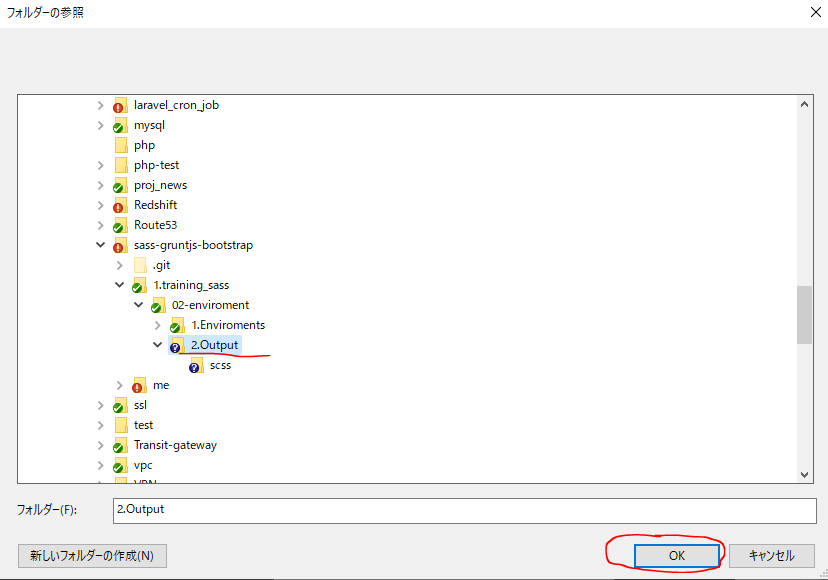 フォルダーの参照
laravel_cron_job
mysql
php
php-test
proj_news
Redshift
Route53
sass-gruntjs-bootstrap
.git
1.training_sass
02-enviroment
1.Enviroments
2.Output
scss
me
ssl
test
Transit-gateway
vpc
VPN
フォルダー(F):
2.Output
新しいフォルダーの作成(N)
OK
キャンセル